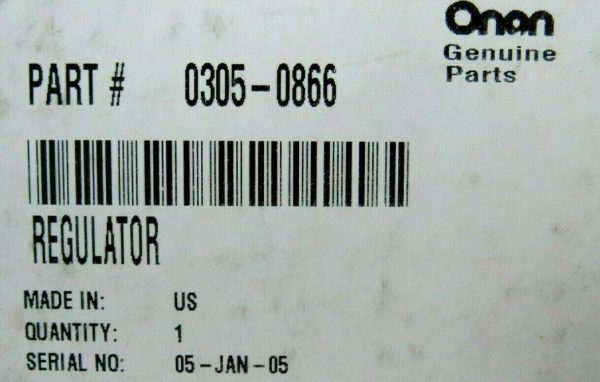 Onan
Genuine
Parts
PART # 0305-0866
REGULATOR
MADE IN: US
QUANTITY: 1
SERIAL NO: 05-JAN-05